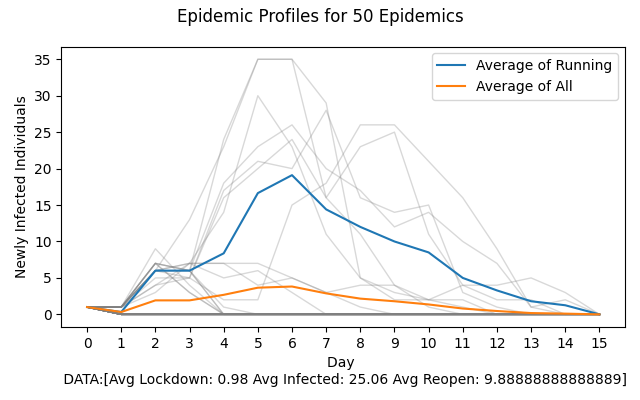 Epidemic Profiles for 50 Epidemics
35
30
25
20
15
10
5
0
Newly Infected Individuals
Average of Running
Average of All
0 1 2 3 4 5 6 7 8 9 10 11 12 13 14 15
Day
DATA:[Avg Lockdown: 0.98 Avg Infected: 25.06 Avg Reopen: 9.88888888888889]